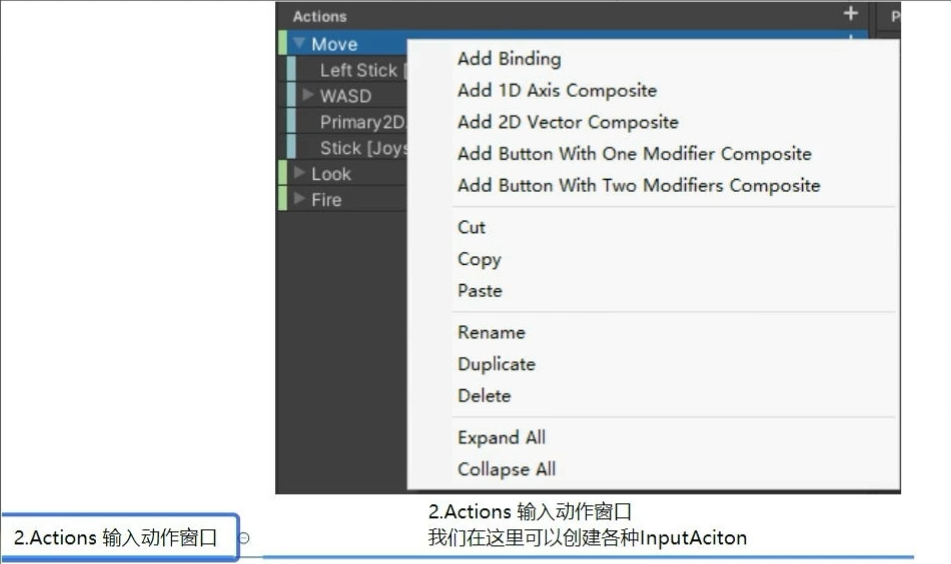 Actions
Move
Left Stick [
WASD
Primary2D
Stick [Joys
Look
Fire
Add Binding
Add 1D Axis Composite
Add 2D Vector Composite
Add Button With One Modifier Composite
Add Button With Two Modifiers Composite
Cut
Copy
Paste
Rename
Duplicate
Delete
Expand All
Collapse All
2.Actions 输入动作窗口
2.Actions 输入动作窗口
我们在这里可以创建各种InputAciton